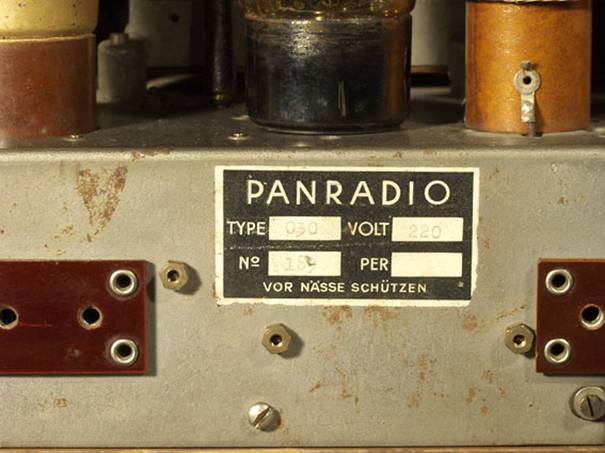 PANRADIO
TYPE 030 VOLT 220
Nº PER
VOR NÄSSE SCHÜTZEN